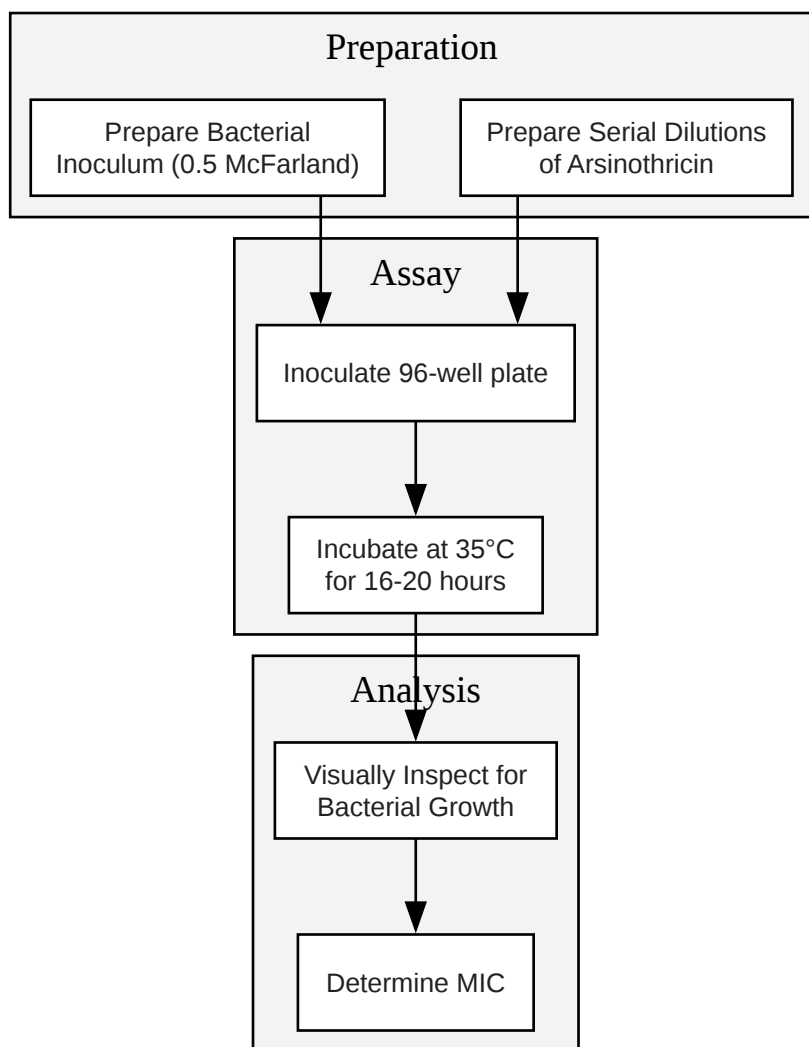 Preparation
Prepare Bacterial
Inoculum (0.5 McFarland)
Prepare Serial Dilutions
of Arsinothricin
Assay
Inoculate 96-well plate
Incubate at 35°C
for 16-20 hours
Analysis
Visually Inspect for
Bacterial Growth
Determine MIC